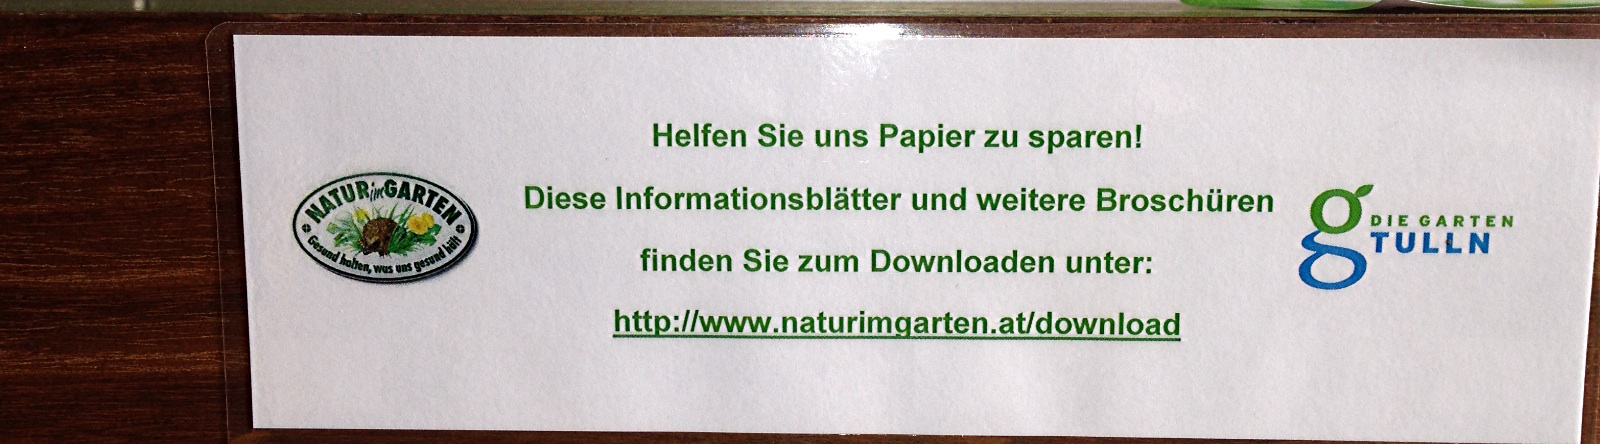 Helfen Sie uns Papier zu sparen!
Diese Informationsblätter und weitere Broschüren
finden Sie zum Downloaden unter:
http://www.naturimgarten.at/download
NATUR im GARTEN
Gesund halten, was uns gesund hält
g
DIE GARTEN
TULLN